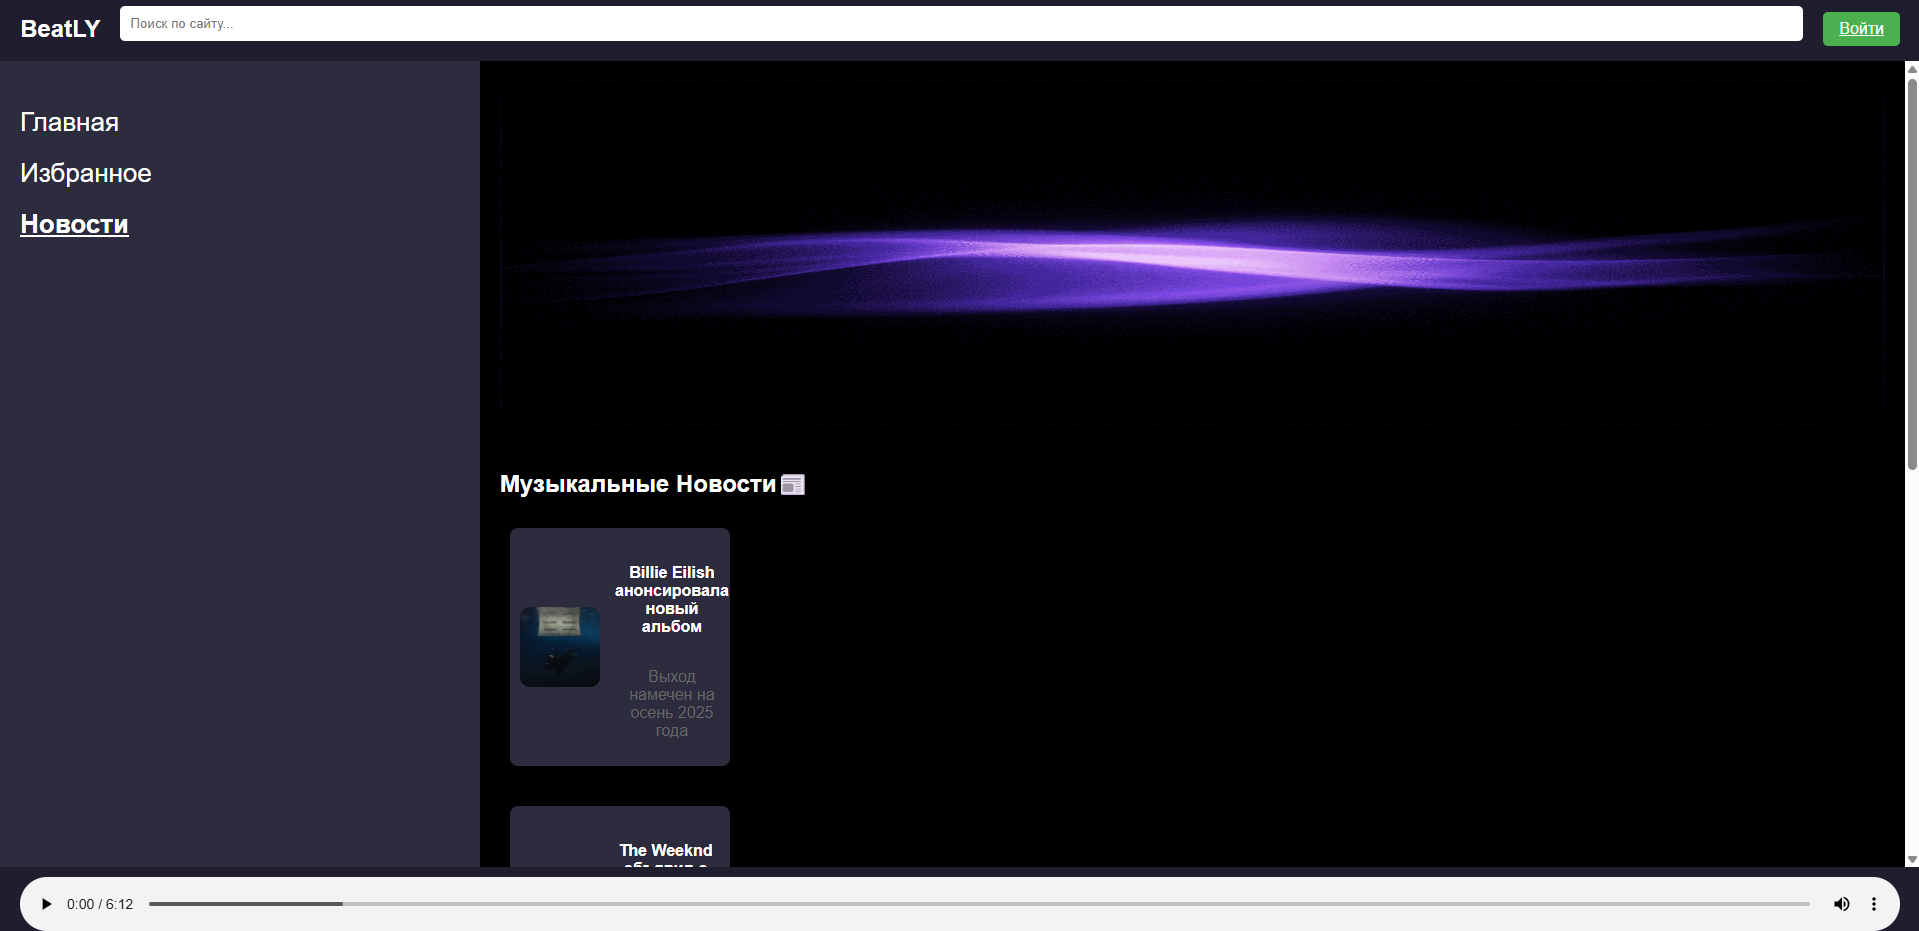 BeatLY
Поиск по сайту...
Войти
Главная
Избранное
Новости
Музыкальные Новости
Billie Eilish
анонсировала
новый
альбом
Выход
намечен на
осень 2025
года
The Weeknd
0:00 / 6:12